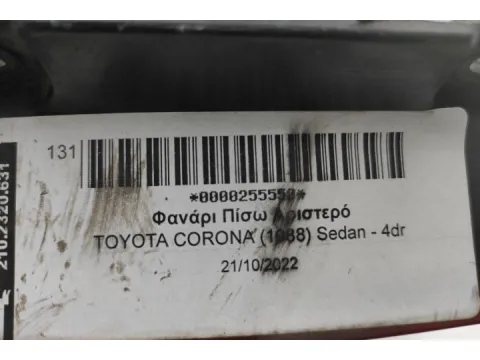 131
*0000255550*
Φανάρι Πίσω Αριστερό
TOYOTA CORONA (1988) Sedan - 4dr
21/10/2022
210.2320.631